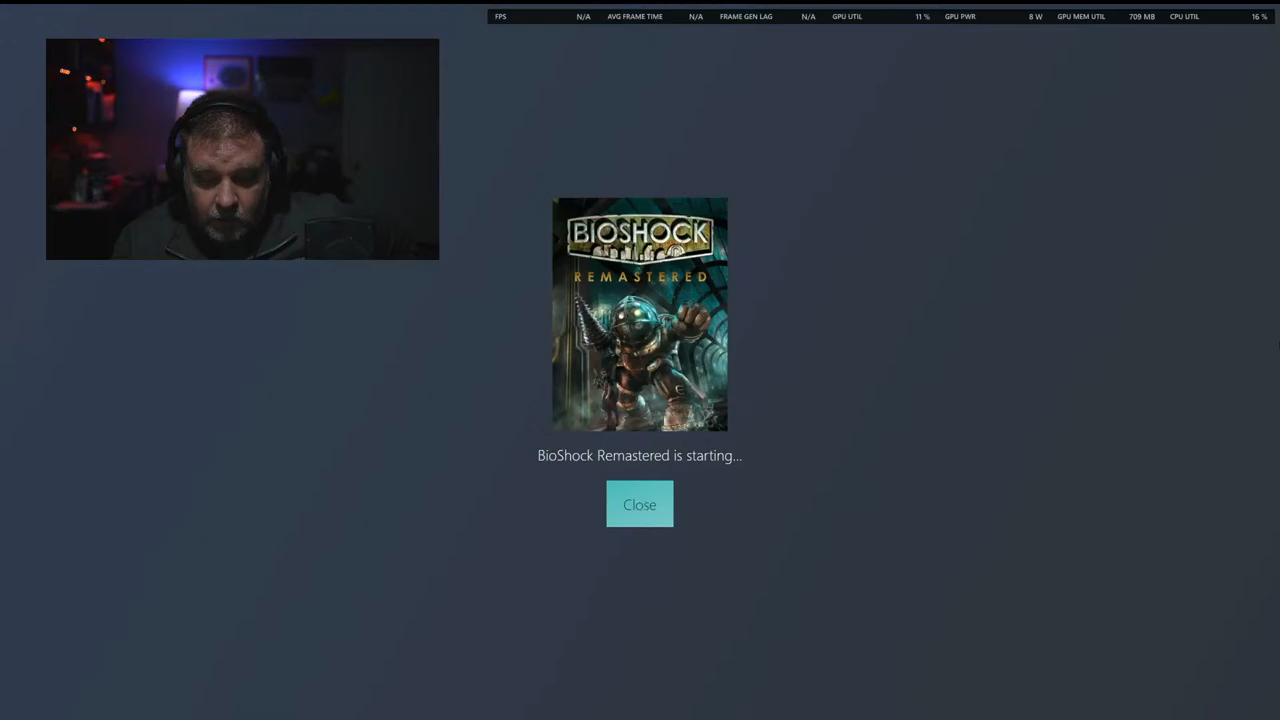 FPS N/A AVG FRAME TIME N/A FRAME GEN LAG N/A GPU UTIL 11 % GPU PWR 8 W GPU MEM UTIL 709 MB CPU UTIL 16 %
BIOSHOCK
REMASTERED
BioShock Remastered is starting...
Close